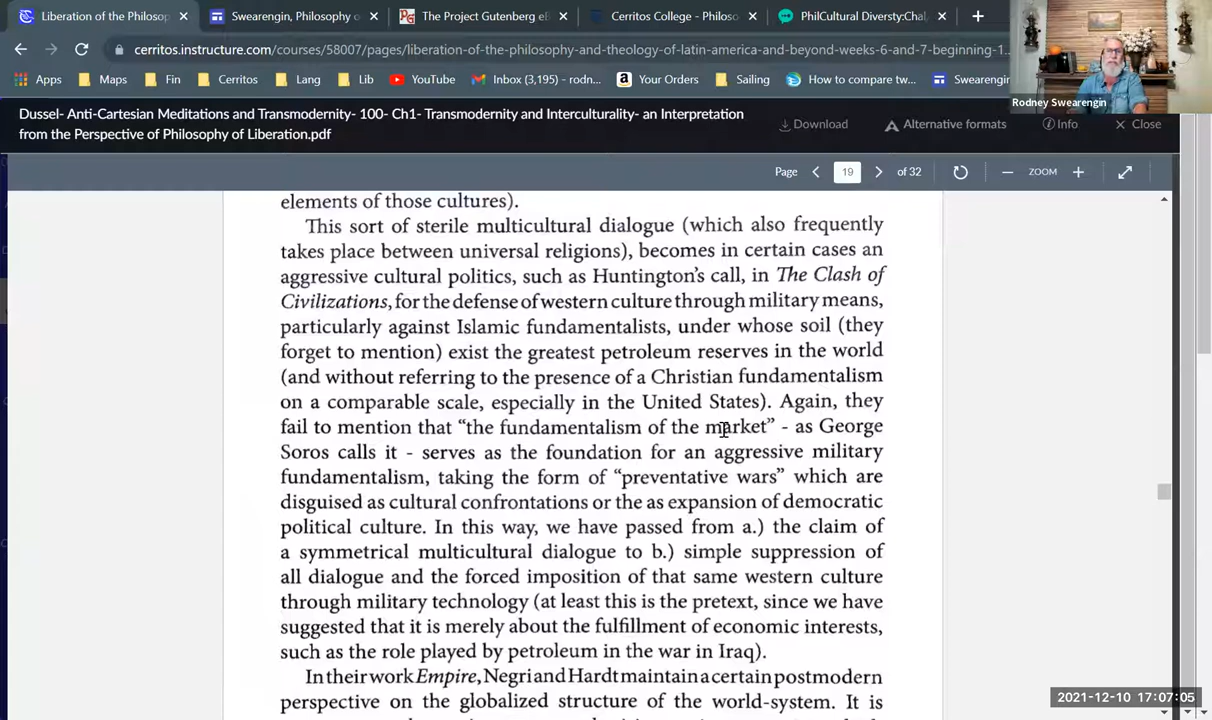 Liberation of the Philosop
Swearengin, Philosophy o
The Project Gutenberg eB
Cerritos College - Philoso
PhilCultural Diversty:Chal
cerritos.instructure.com/courses/58007/pages/liberation-of-the-philosophy-and-theology-of-latin-america-and-beyond-weeks-6-and-7-beginning-1...
Apps Maps Fin Cerritos Lang Lib YouTube Inbox (3,195) - rodn... Your Orders Sailing How to compare tw... Swearengin
Rodney Swearengin
Dussel- Anti-Cartesian Meditations and Transmodernity- 100- Ch1- Transmodernity and Interculturality- an Interpretation
from the Perspective of Philosophy of Liberation.pdf
Download Alternative formats Info Close
Page 19 of 32 ZOOM
elements of those cultures).
This sort of sterile multicultural dialogue (which also frequently
takes place between universal religions), becomes in certain cases an
aggressive cultural politics, such as Huntington's call, in The Clash of
Civilizations, for the defense of western culture through military means,
particularly against Islamic fundamentalists, under whose soil (they
forget to mention) exist the greatest petroleum reserves in the world
(and without referring to the presence of a Christian fundamentalism
on a comparable scale, especially in the United States). Again, they
fail to mention that “the fundamentalism of the market” - as George
Soros calls it - serves as the foundation for an aggressive military
fundamentalism, taking the form of “preventative wars” which are
disguised as cultural confrontations or the as expansion of democratic
political culture. In this way, we have passed from a.) the claim of
a symmetrical multicultural dialogue to b.) simple suppression of
all dialogue and the forced imposition of that same western culture
through military technology (at least this is the pretext, since we have
suggested that it is merely about the fulfillment of economic interests,
such as the role played by petroleum in the war in Iraq).
In their work Empire, Negri and Hardt maintain a certain postmodern
perspective on the globalized structure of the world-system. It is
2021-12-10 17:07:05